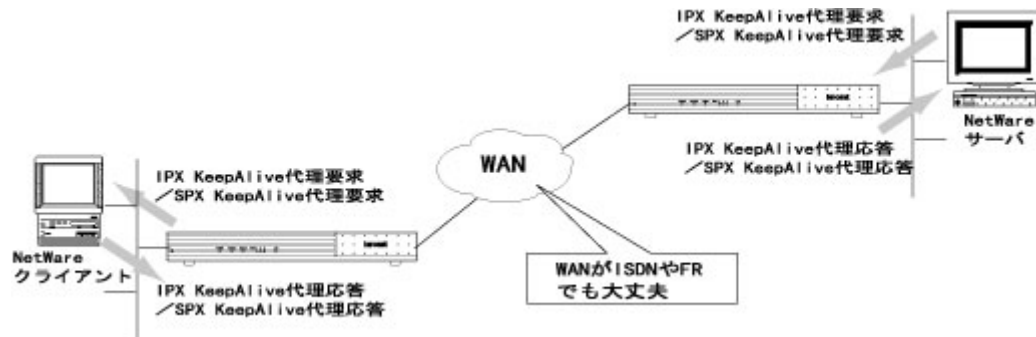 IPX KeepAlive代理要求
／SPX KeepAlive代理要求
NetWare
サーバ
IPX KeepAlive代理応答
／SPX KeepAlive代理応答
WAN
IPX KeepAlive代理要求
／SPX KeepAlive代理要求
NetWare
クライアント
IPX KeepAlive代理応答
／SPX KeepAlive代理応答
WANがISDNやFR
でも大丈夫